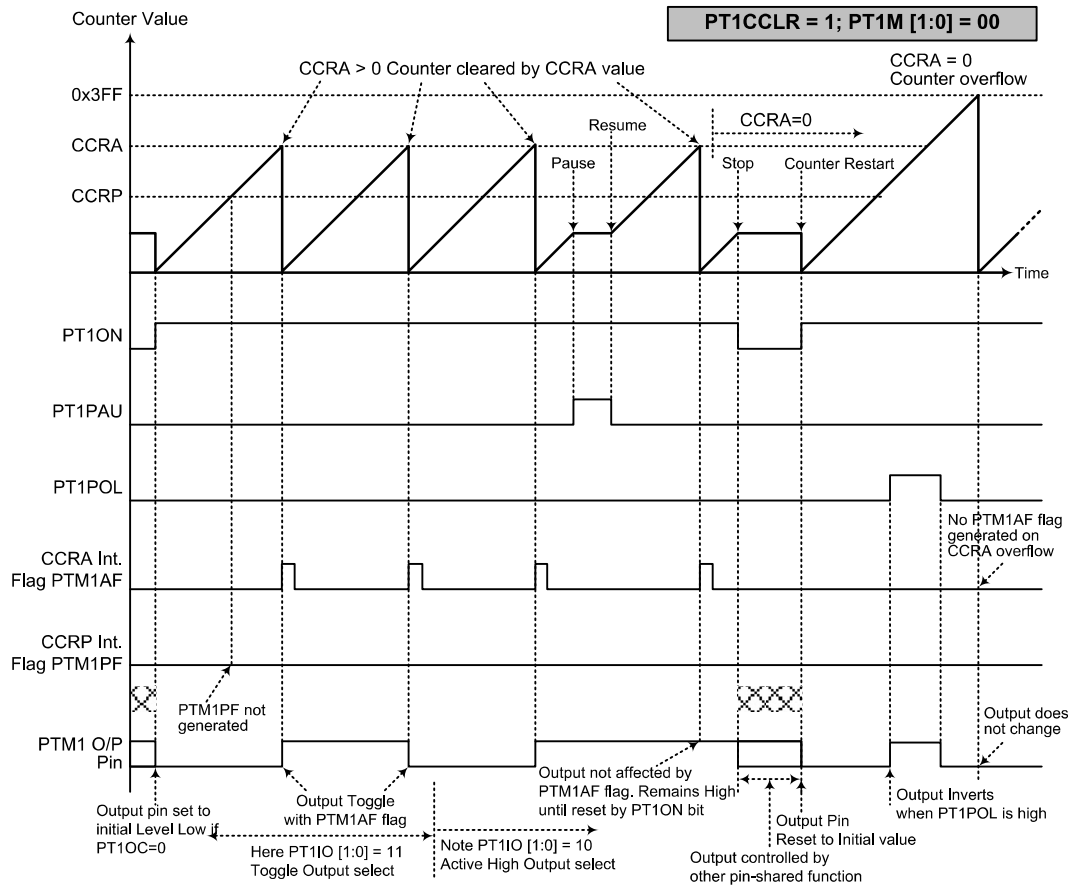 Counter Value
PT1CCLR = 1; PT1M [1:0] = 00
CCRA > 0 Counter cleared by CCRA value
CCRA = 0
Counter overflow
0x3FF
CCRA=0
Resume
CCRA
Pause
Stop
Counter Restart
CCRP
Time
PT1ON
PT1PAU
PT1POL
No PTM1AF flag
generated on
CCRA overflow
CCRA Int.
Flag PTM1AF
CCRP Int.
Flag PTM1PF
PTM1PF not
generated
Output does
not change
PTM1 O/P
Pin
Output pin set to
initial Level Low if
PT1OC=0
Output Toggle
with PTM1AF flag
Output not affected by
PTM1AF flag. Remains High
until reset by PT1ON bit
Output Inverts
when PT1POL is high
Output Pin
Reset to Initial value
Here PT1IO [1:0] = 11
Toggle Output select
Note PT1IO [1:0] = 10
Active High Output select
Output controlled by
other pin-shared function